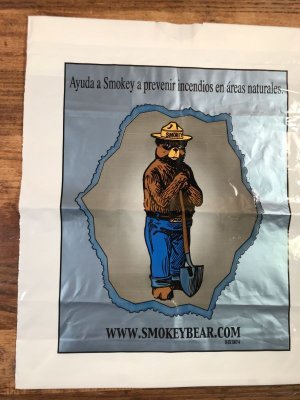 Ayuda a Smokey a prevenir incendios en áreas naturales.
SMOKEY
WWW.SMOKEYBEAR.COM